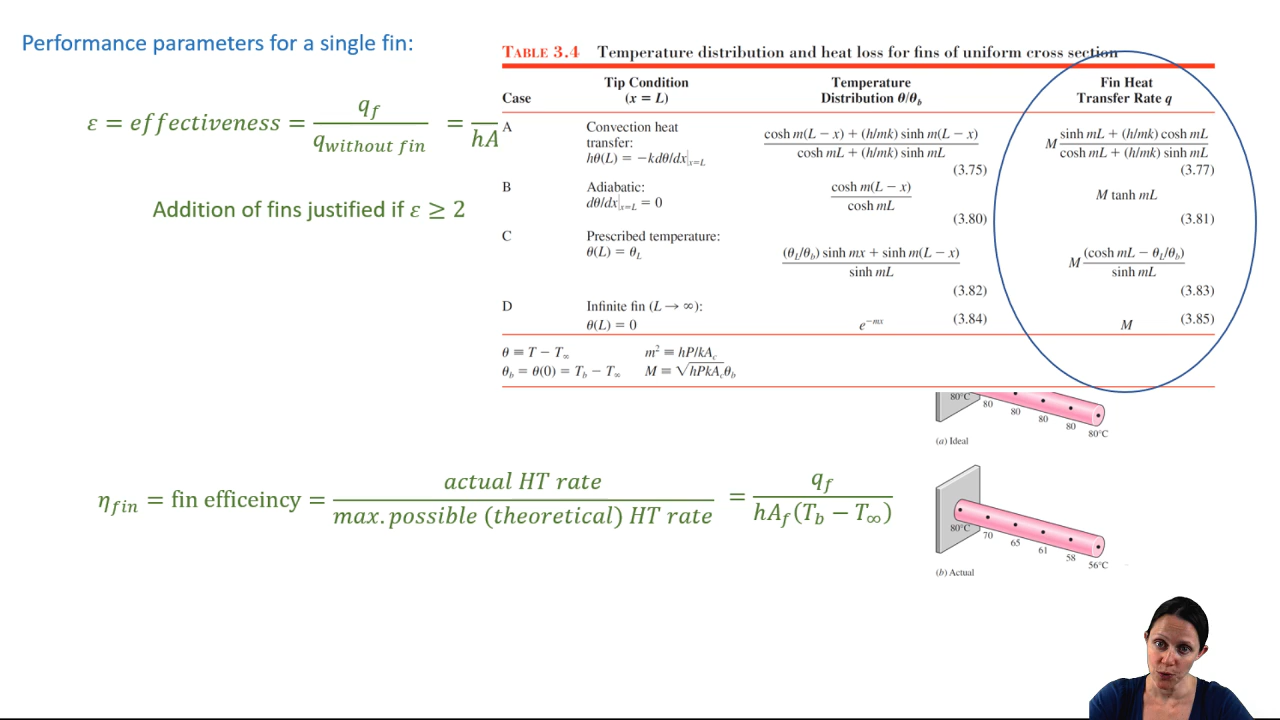 Performance parameters for a single fin:
ε = effectiveness = q_f / q_without fin = / hA
Addition of fins justified if ε ≥ 2
TABLE 3.4 Temperature distribution and heat loss for fins of uniform cross section
Case
Tip Condition
(x = L)
Temperature
Distribution θ/θ_b
Fin Heat
Transfer Rate q
A
Convection heat
transfer:
hθ(L) = −kdθ/dx|_x=L
cosh m(L − x) + (h/mk) sinh m(L − x)
cosh mL + (h/mk) sinh mL
(3.75)
M sinh mL + (h/mk) cosh mL
cosh mL + (h/mk) sinh mL
(3.77)
B
Adiabatic:
dθ/dx|_x=L = 0
cosh m(L − x)
cosh mL
(3.80)
M tanh mL
(3.81)
C
Prescribed temperature:
θ(L) = θ_L
(θ_L/θ_b) sinh mx + sinh m(L − x)
sinh mL
(3.82)
M (cosh mL − θ_L/θ_b)
sinh mL
(3.83)
D
Infinite fin (L → ∞):
θ(L) = 0
e^−mx
(3.84)
M
(3.85)
θ ≡ T − T_∞
m² ≡ hP/kA_c
θ_b = θ(0) = T_b − T_∞
M ≡ √hPkA_c θ_b
80°C
80
80
80
80
80°C
(a) Ideal
η_fin = fin efficeincy = actual HT rate / max. possible (theoretical) HT rate = q_f / hA_f(T_b − T_∞)
80°C
70
65
61
58
56°C
(b) Actual